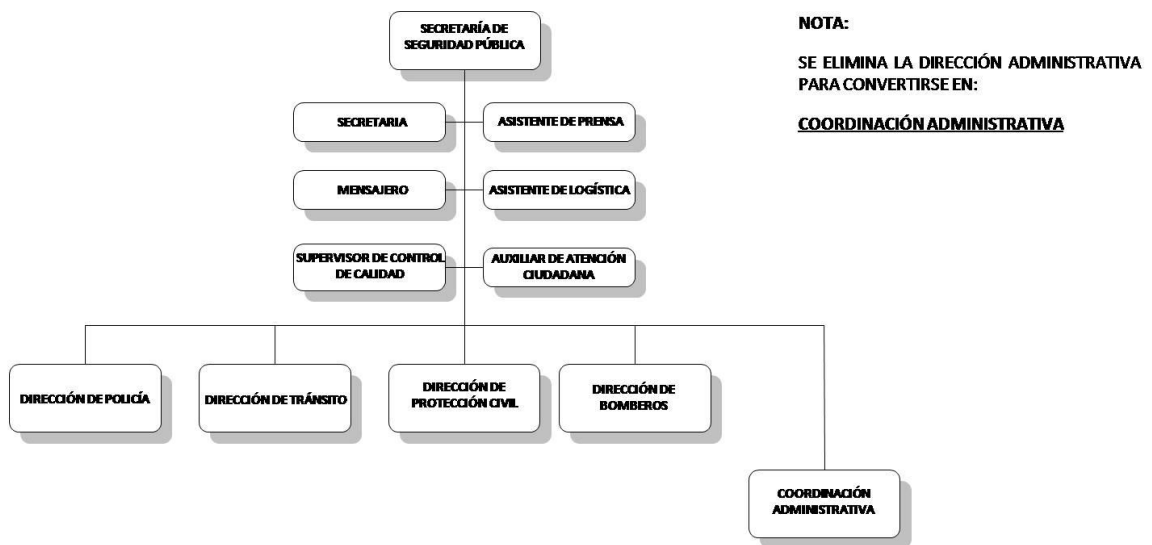 SECRETARÍA DE
SEGURIDAD PÚBLICA
NOTA:
SE ELIMINA LA DIRECCIÓN ADMINISTRATIVA
PARA CONVERTIRSE EN:
COORDINACIÓN ADMINISTRATIVA
SECRETARIA
ASISTENTE DE PRENSA
MENSAJERO
ASISTENTE DE LOGÍSTICA
SUPERVISOR DE CONTROL
DE CALIDAD
AUXILIAR DE ATENCIÓN
CIUDADANA
DIRECCIÓN DE POLICÍA
DIRECCIÓN DE TRÁNSITO
DIRECCIÓN DE
PROTECCIÓN CIVIL
DIRECCIÓN DE
BOMBEROS
COORDINACIÓN
ADMINISTRATIVA